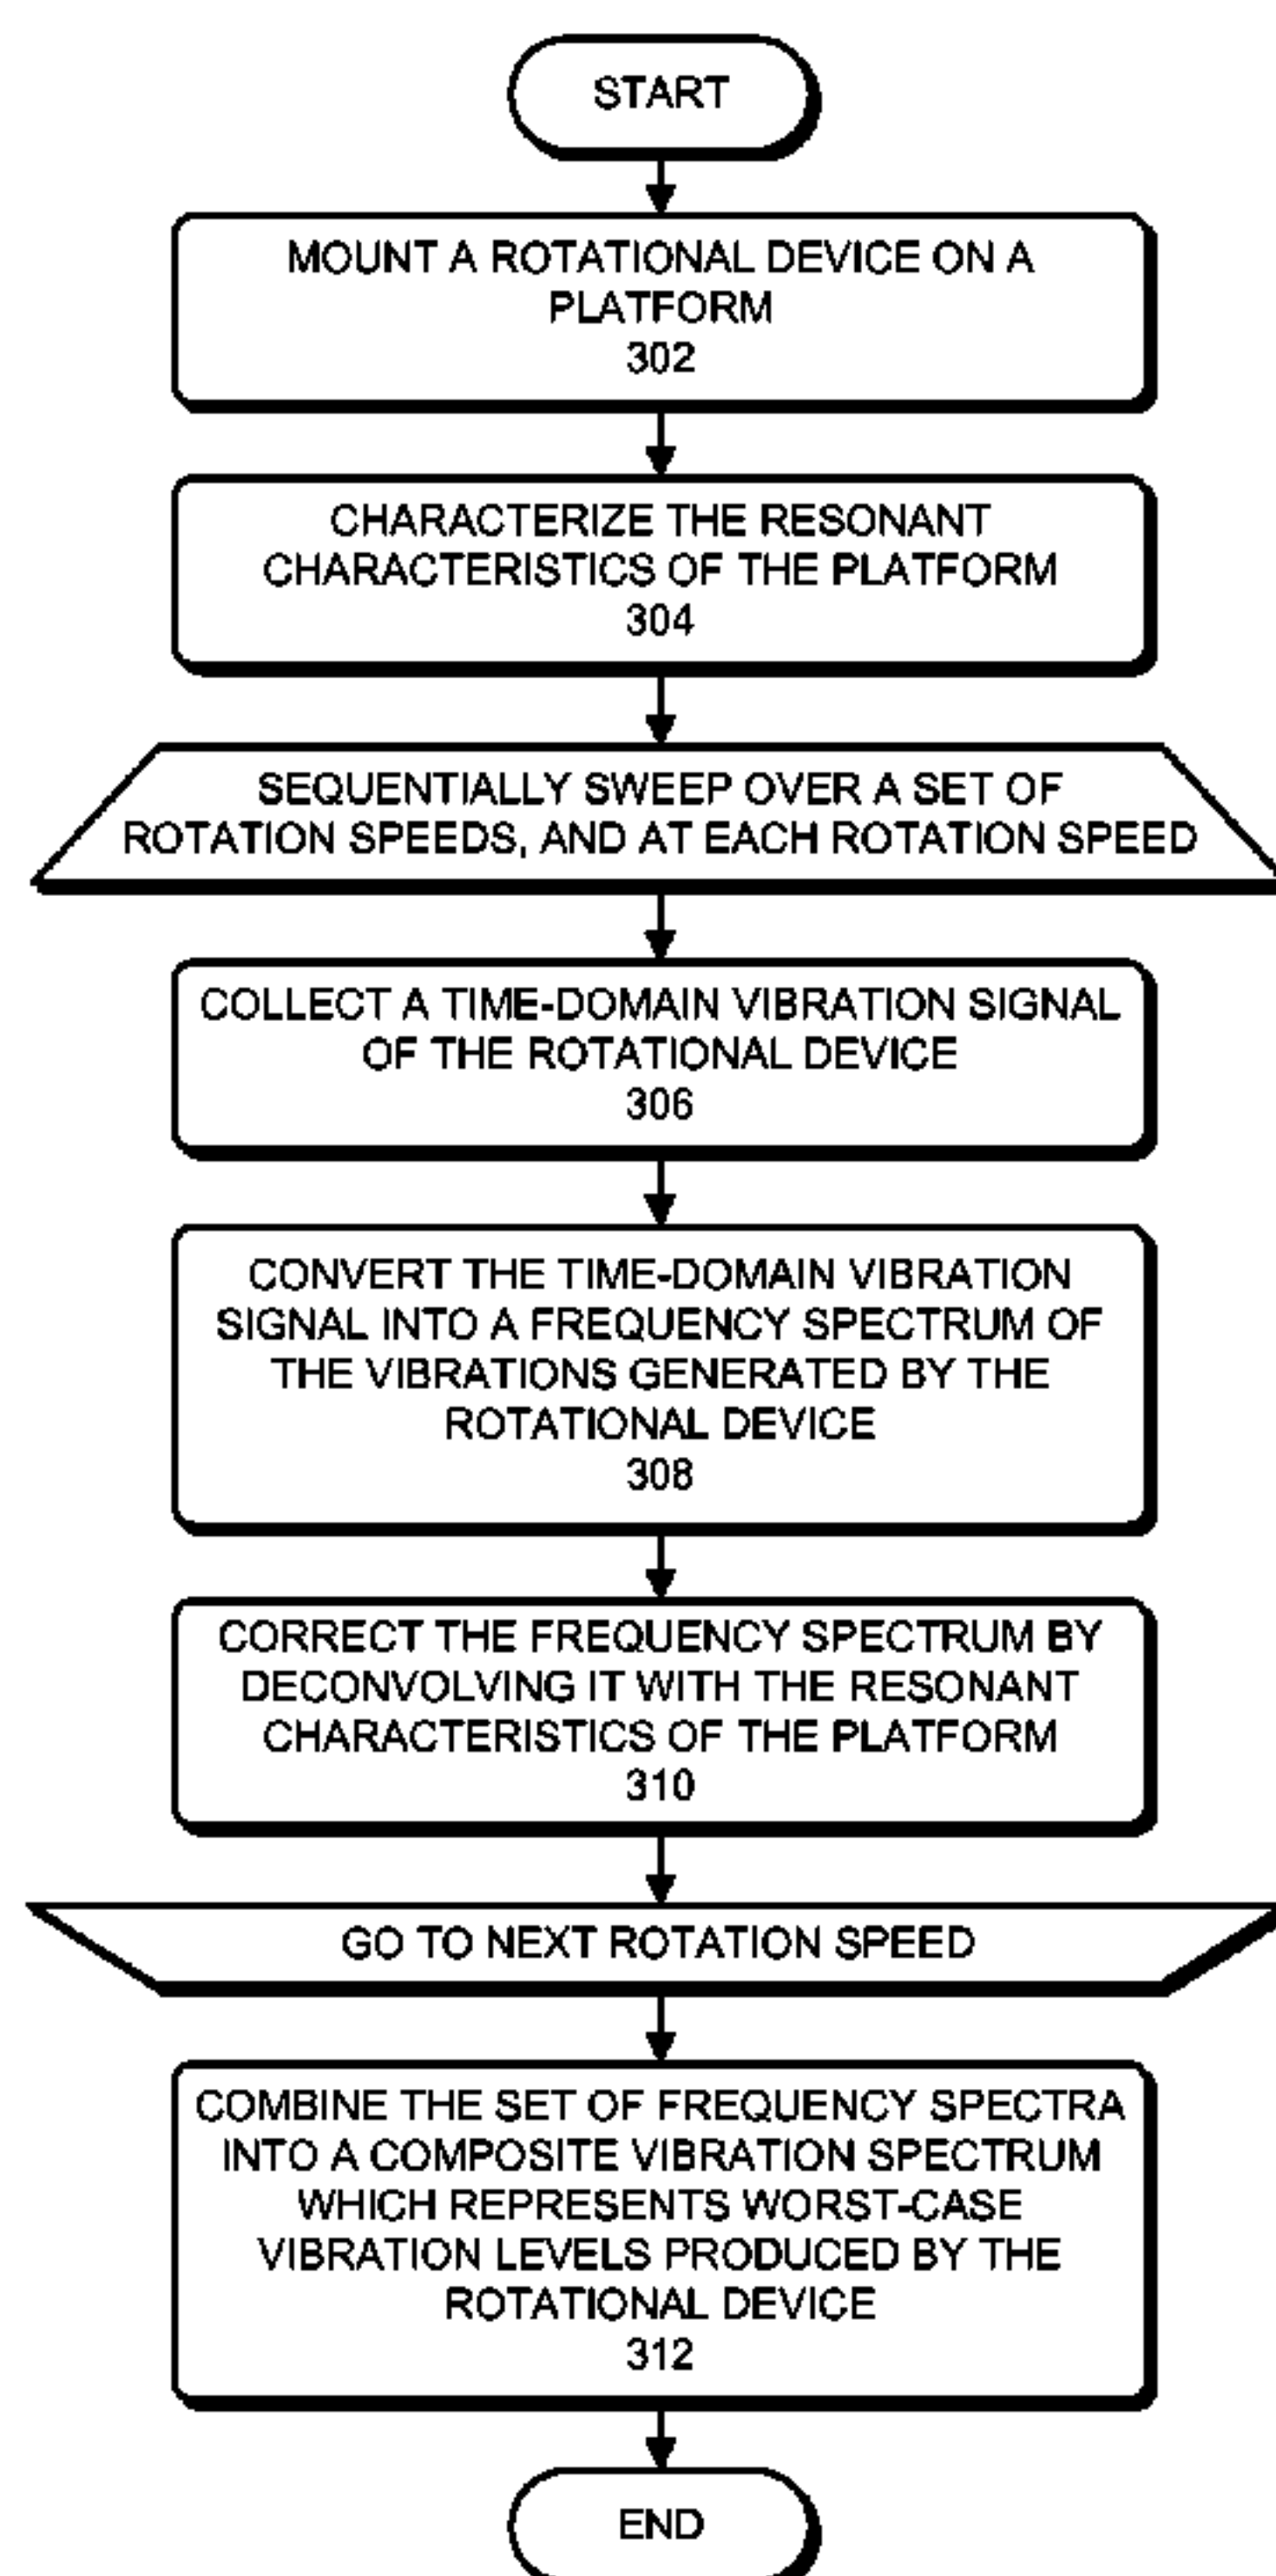 START
MOUNT A ROTATIONAL DEVICE ON A
PLATFORM
302
CHARACTERIZE THE RESONANT
CHARACTERISTICS OF THE PLATFORM
304
SEQUENTIALLY SWEEP OVER A SET OF
ROTATION SPEEDS, AND AT EACH ROTATION SPEED
COLLECT A TIME-DOMAIN VIBRATION SIGNAL
OF THE ROTATIONAL DEVICE
306
CONVERT THE TIME-DOMAIN VIBRATION
SIGNAL INTO A FREQUENCY SPECTRUM OF
THE VIBRATIONS GENERATED BY THE
ROTATIONAL DEVICE
308
CORRECT THE FREQUENCY SPECTRUM BY
DECONVOLVING IT WITH THE RESONANT
CHARACTERISTICS OF THE PLATFORM
310
GO TO NEXT ROTATION SPEED
COMBINE THE SET OF FREQUENCY SPECTRA
INTO A COMPOSITE VIBRATION SPECTRUM
WHICH REPRESENTS WORST-CASE
VIBRATION LEVELS PRODUCED BY THE
ROTATIONAL DEVICE
312
END